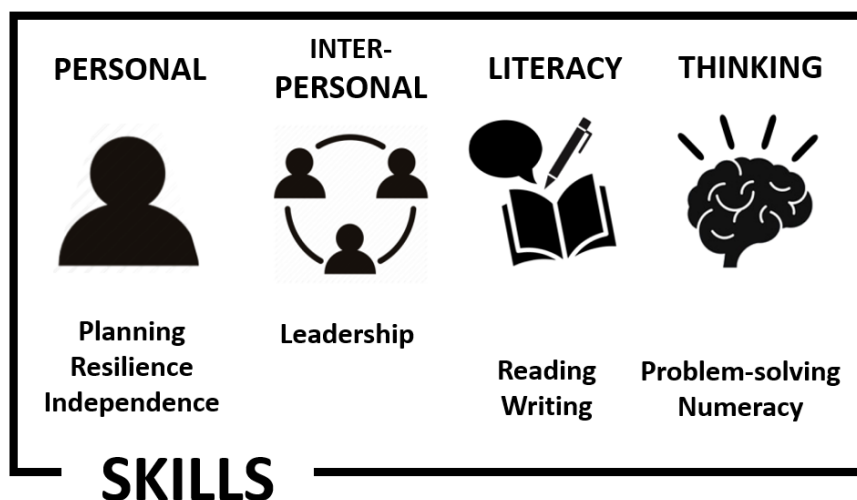 PERSONAL
Planning
Resilience
Independence
INTER-
PERSONAL
Leadership
LITERACY
Reading
Writing
THINKING
Problem-solving
Numeracy
SKILLS